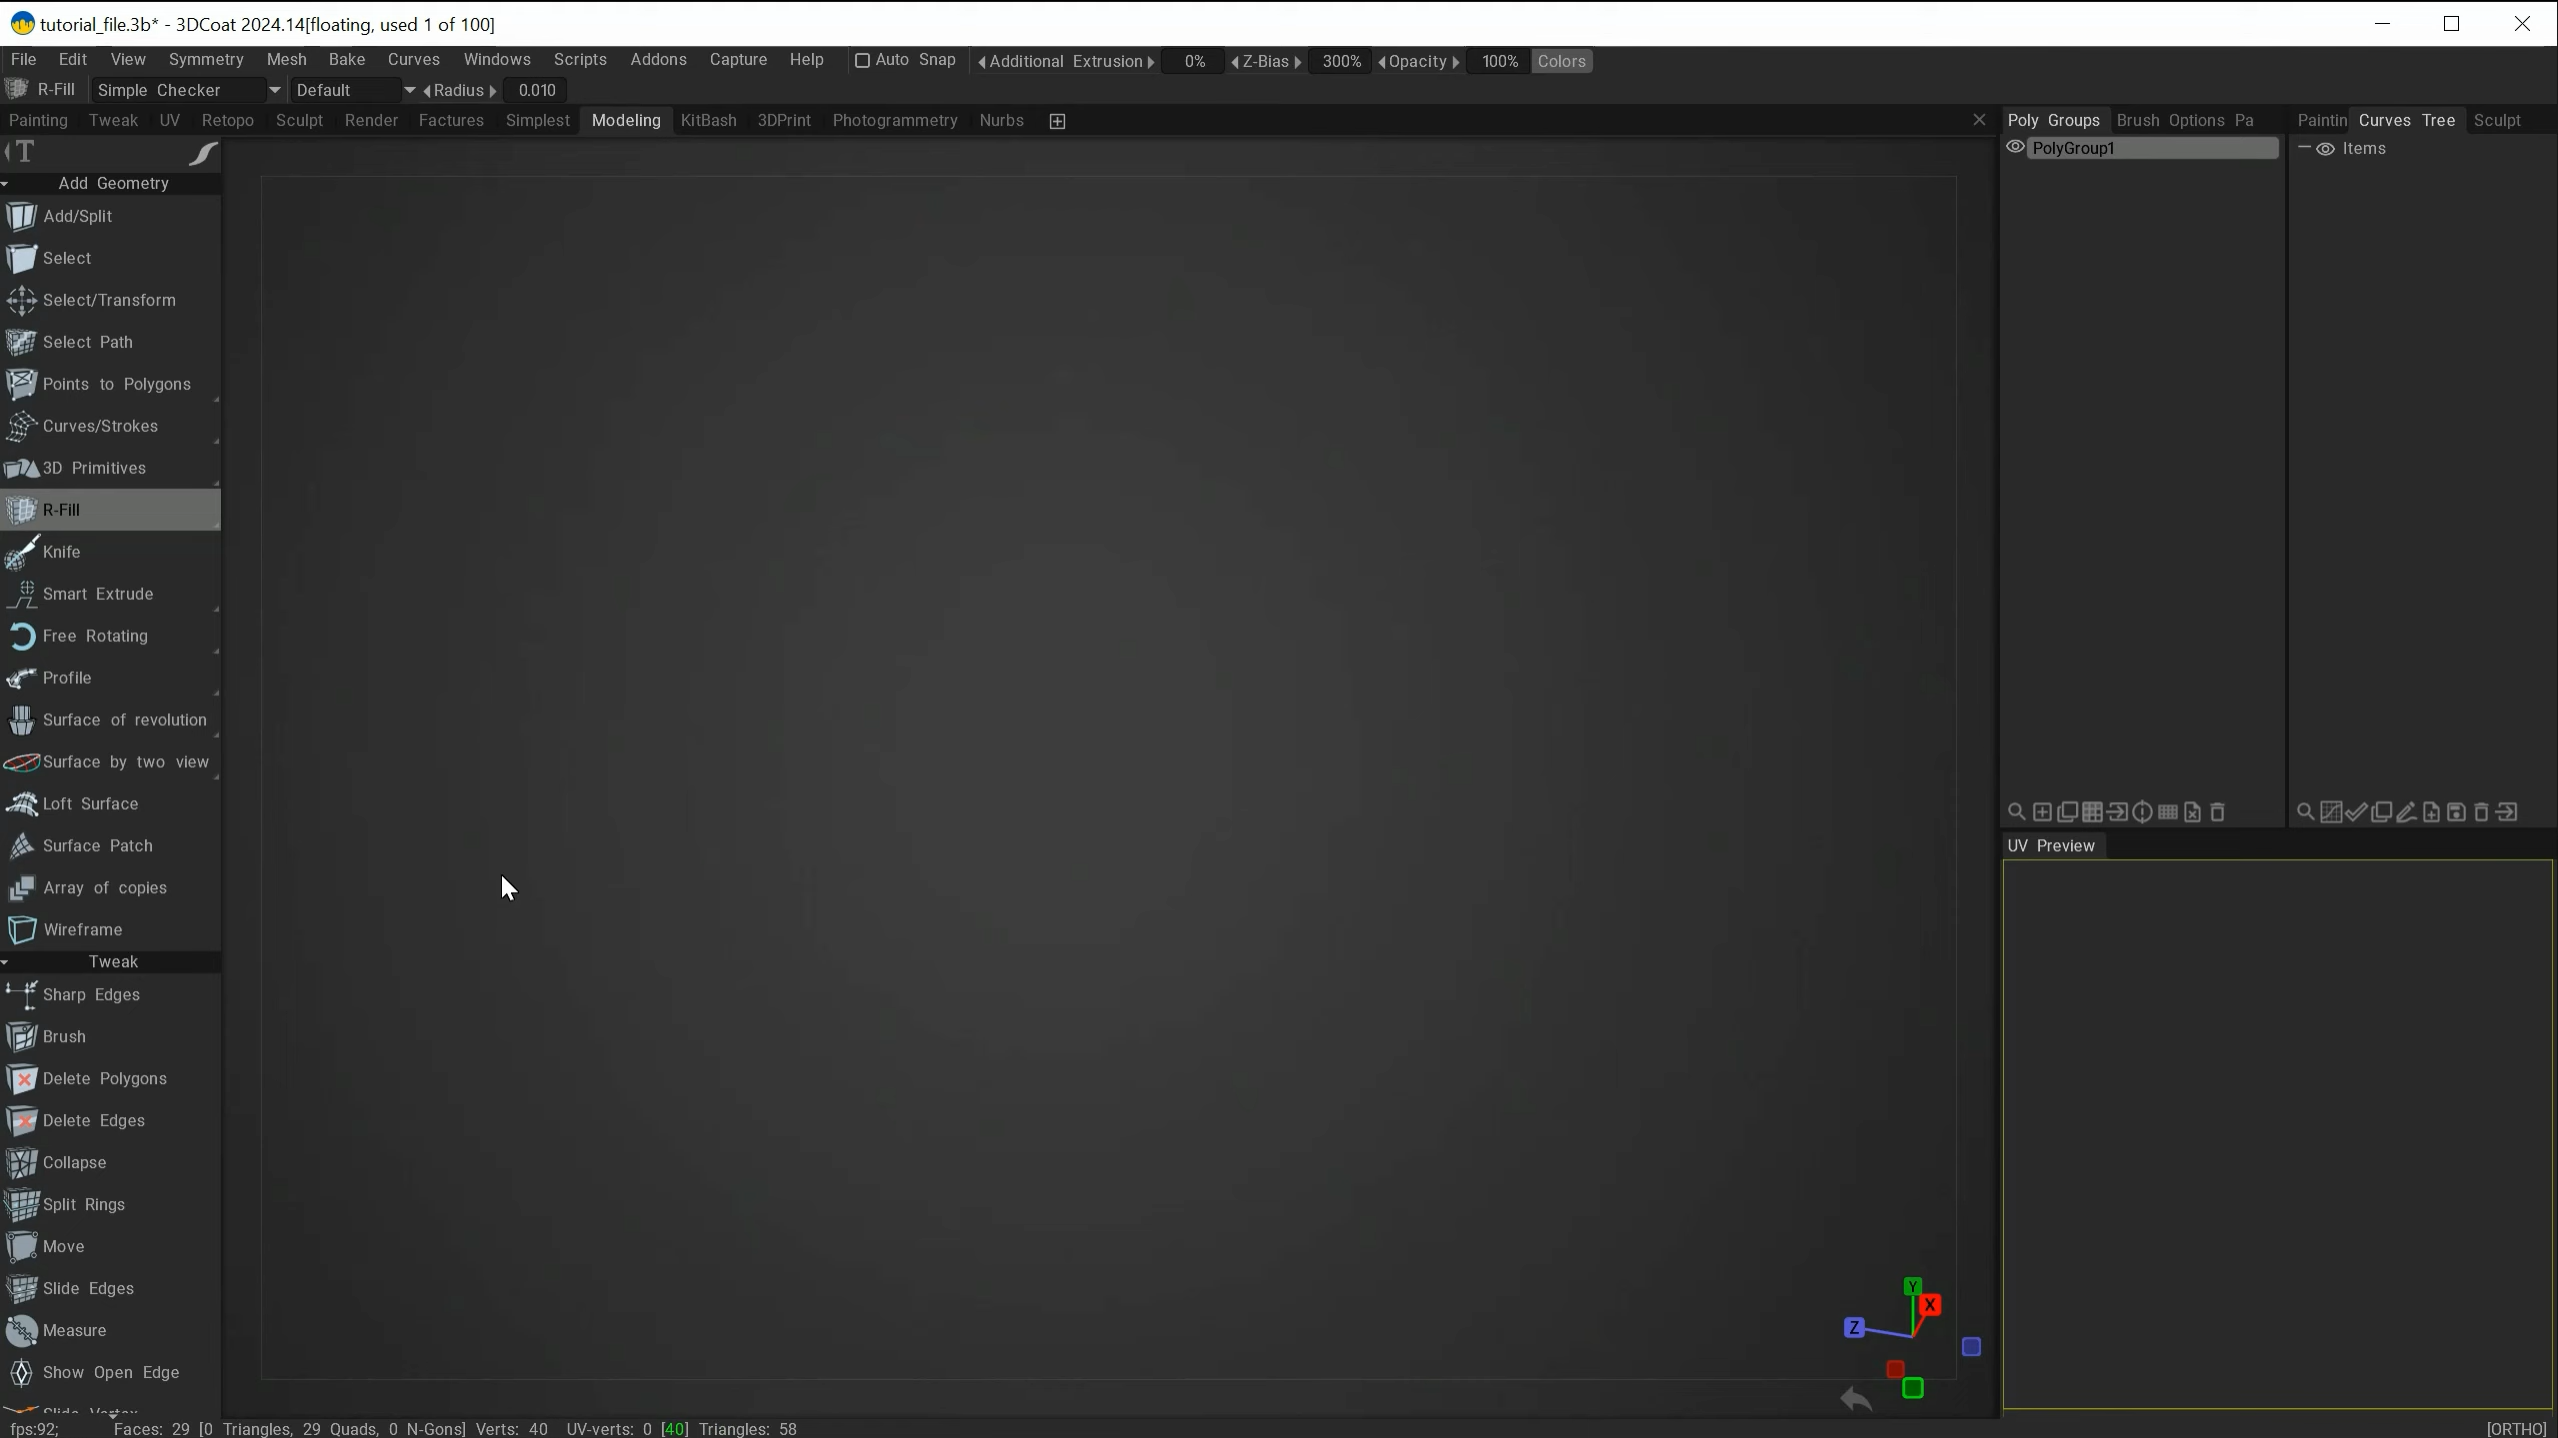 tutorial_file.3b* - 3DCoat 2024.14[floating, used 1 of 100]
File Edit View Symmetry Mesh Bake Curves Windows Scripts Addons Capture Help Auto Snap Additional Extrusion 0% Z-Bias 300% Opacity 100% Colors
R-Fill Simple Checker Default Radius 0.010
Painting Tweak UV Retopo Sculpt Render Factures Simplest Modeling KitBash 3DPrint Photogrammetry Nurbs
Poly Groups Brush Options Pa
Paintin Curves Tree Sculpt
T
PolyGroup1
Items
Add Geometry
Add/Split
Select
Select/Transform
Select Path
Points to Polygons
Curves/Strokes
3D Primitives
R-Fill
Knife
Smart Extrude
Free Rotating
Profile
Surface of revolution
Surface by two view
Loft Surface
Surface Patch
Array of copies
Wireframe
Tweak
Sharp Edges
Brush
Delete Polygons
Delete Edges
Collapse
Split Rings
Move
Slide Edges
Measure
Show Open Edge
Slide Vertex
UV Preview
Y
X
Z
fps:92; Faces: 29 [0 Triangles, 29 Quads, 0 N-Gons] Verts: 40 UV-verts: 0 [40] Triangles: 58
[ORTHO]